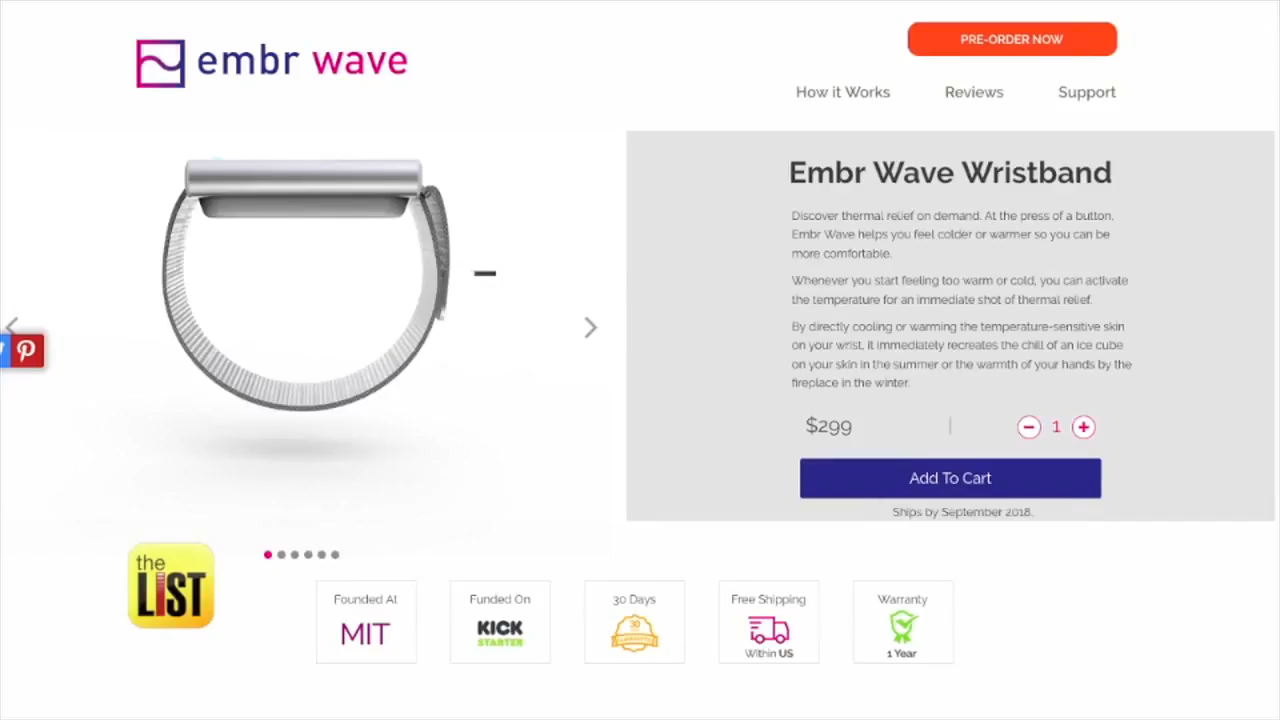 embr wave
PRE-ORDER NOW
How it Works
Reviews
Support
Embr Wave Wristband
Discover thermal relief on demand. At the press of a button,
Embr Wave helps you feel colder or warmer so you can be
more comfortable.
Whenever you start feeling too warm or cold, you can activate
the temperature for an immediate shot of thermal relief.
By directly cooling or warming the temperature-sensitive skin
on your wrist, it immediately recreates the chill of an ice cube
on your skin in the summer or the warmth of your hands by the
fireplace in the winter.
$299
1
Add To Cart
Ships by September 2018.
the
LIST
Founded At
MIT
Funded On
KICK
STARTER
30 Days
30
Free Shipping
Within US
Warranty
1 Year